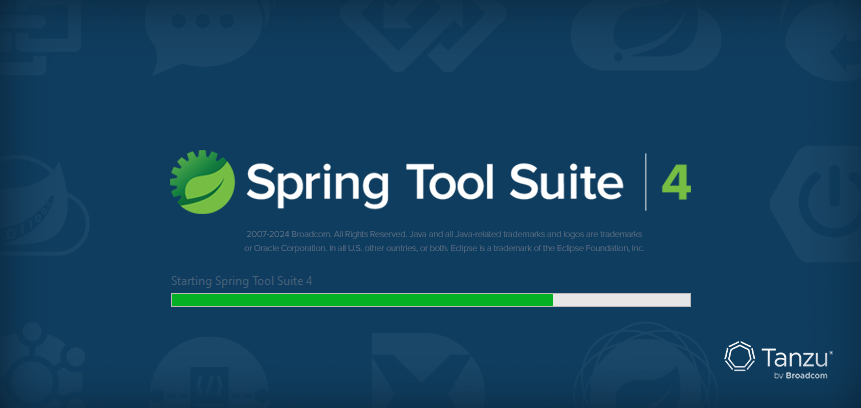 Spring Tool Suite 4
2007-2024 Broadcom. All Rights Reserved. Java and all Java-related trademarks and logos are trademarks
or Oracle Corporation. In all U.S. other ountries, or both. Eclipse is a trademark of the Eclipse Foundation, Inc.
Starting Spring Tool Suite 4
Tanzu
by Broadcom